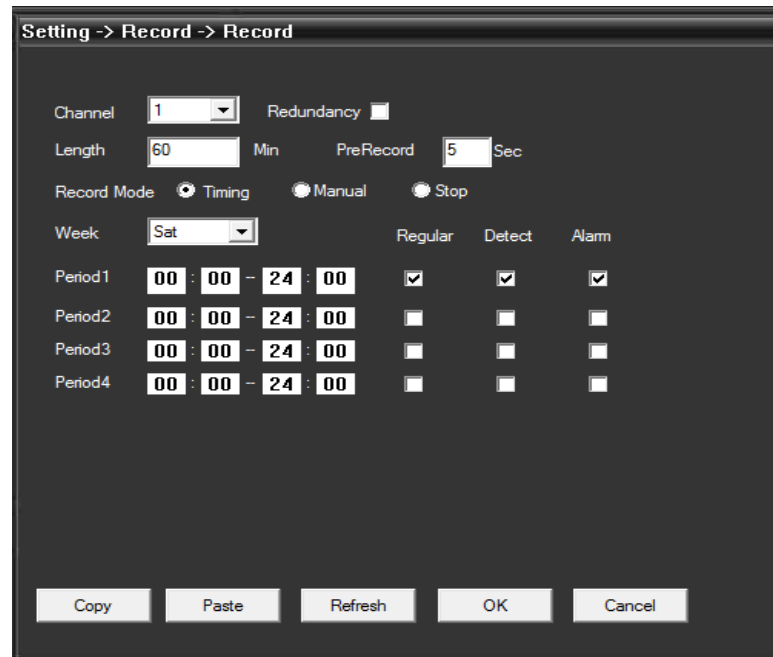 Setting -> Record -> Record
Channel 1 Redundancy
Length 60 Min PreRecord 5 Sec
Record Mode Timing Manual Stop
Week Sat Regular Detect Alarm
Period1 00 : 00 - 24 : 00
Period2 00 : 00 - 24 : 00
Period3 00 : 00 - 24 : 00
Period4 00 : 00 - 24 : 00
Copy Paste Refresh OK Cancel